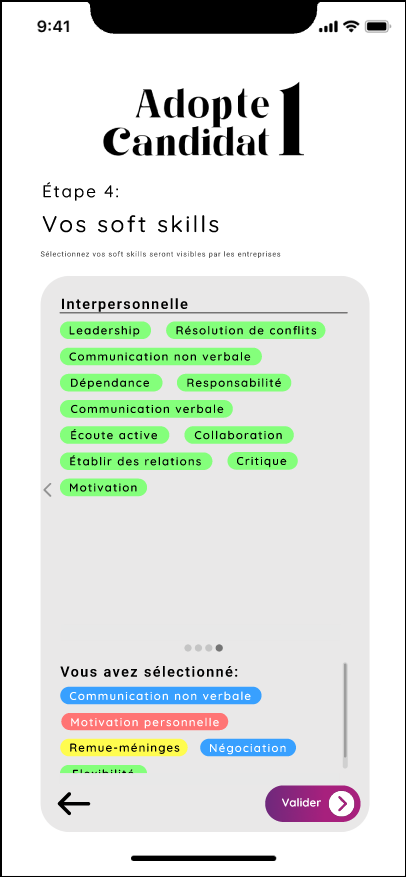 9:41
Adopte 1
Candidat
Étape 4:
Vos soft skills
Sélectionnez vos soft skills seront visibles par les entreprises
Interpersonnelle
Leadership Résolution de conflits
Communication non verbale
Dépendance Responsabilité
Communication verbale
Écoute active Collaboration
Établir des relations Critique
Motivation
Vous avez sélectionné:
Communication non verbale
Motivation personnelle
Remue-méninges Négociation
Flexibilité
Valider